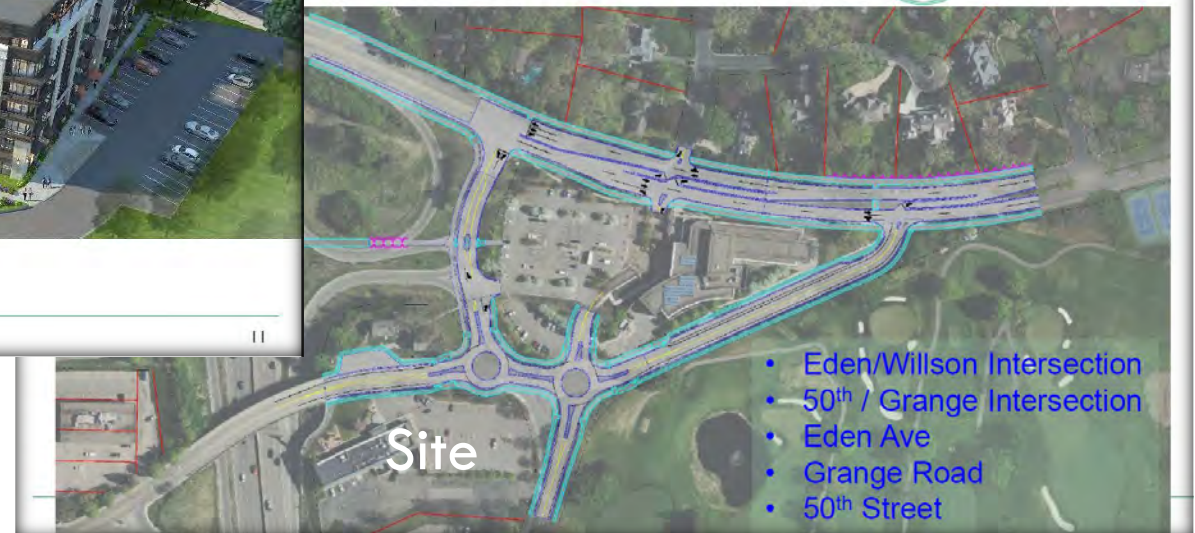 11
Site
• Eden/Willson Intersection
• 50th / Grange Intersection
• Eden Ave
• Grange Road
• 50th Street